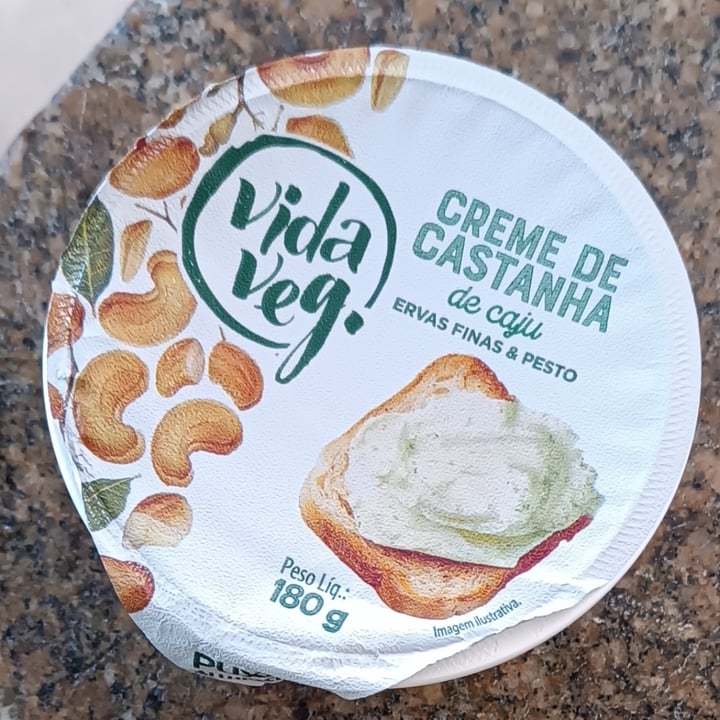 vida
veg.
CREME DE
CASTANHA
de caju
ERVAS FINAS & PESTO
Peso Líq.:
180 g
Imagem ilustrativa.